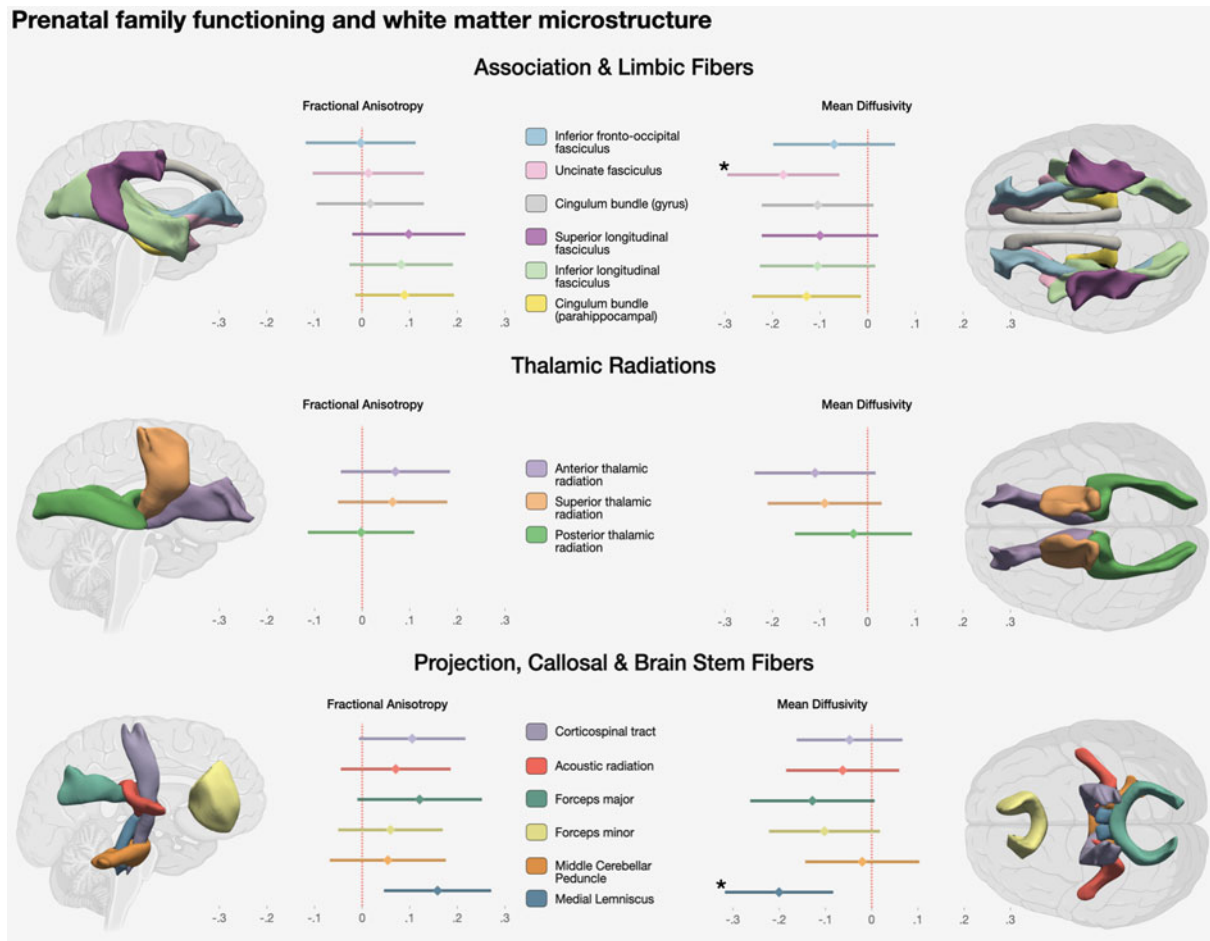 Prenatal family functioning and white matter microstructure
Association & Limbic Fibers
Fractional Anisotropy
Mean Diffusivity
Inferior fronto-occipital
fasciculus
Uncinate fasciculus
*
Cingulum bundle (gyrus)
Superior longitudinal
fasciculus
Inferior longitudinal
fasciculus
Cingulum bundle
(parahippocampal)
-.3 -.2 -.1 0 .1 .2 .3
-.3 -.2 -.1 0 .1 .2 .3
Thalamic Radiations
Fractional Anisotropy
Mean Diffusivity
Anterior thalamic
radiation
Superior thalamic
radiation
Posterior thalamic
radiation
-.3 -.2 -.1 0 .1 .2 .3
-.3 -.2 -.1 0 .1 .2 .3
Projection, Callosal & Brain Stem Fibers
Fractional Anisotropy
Mean Diffusivity
Corticospinal tract
Acoustic radiation
Forceps major
Forceps minor
Middle Cerebellar
Peduncle
Medial Lemniscus
*
-.3 -.2 -.1 0 .1 .2 .3
-.3 -.2 -.1 0 .1 .2 .3